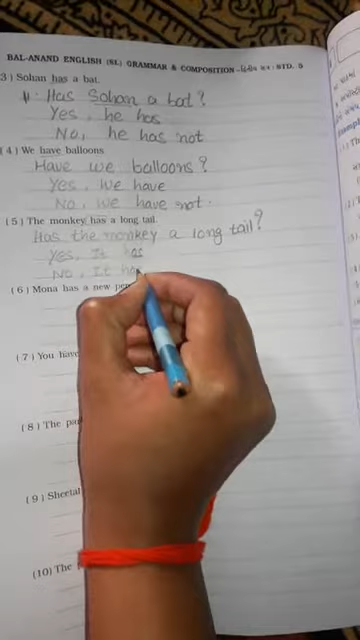 BAL-ANAND ENGLISH (SL) GRAMMAR & COMPOSITION - દ્વિતીય સત્ર : STD. 5
3 ) Sohan has a bat.
Has Sohan a bat ?
Yes, he has
No, he has not
(4) We have balloons.
Have we balloons ?
Yes, we have
No, we have not.
(5) The monkey has a long tail.
Has the monkey a long tail ?
Yes, It has
No, It ha
(6) Mona has a new
(7) You have
(8) The
(9) Sheetal
(10) The